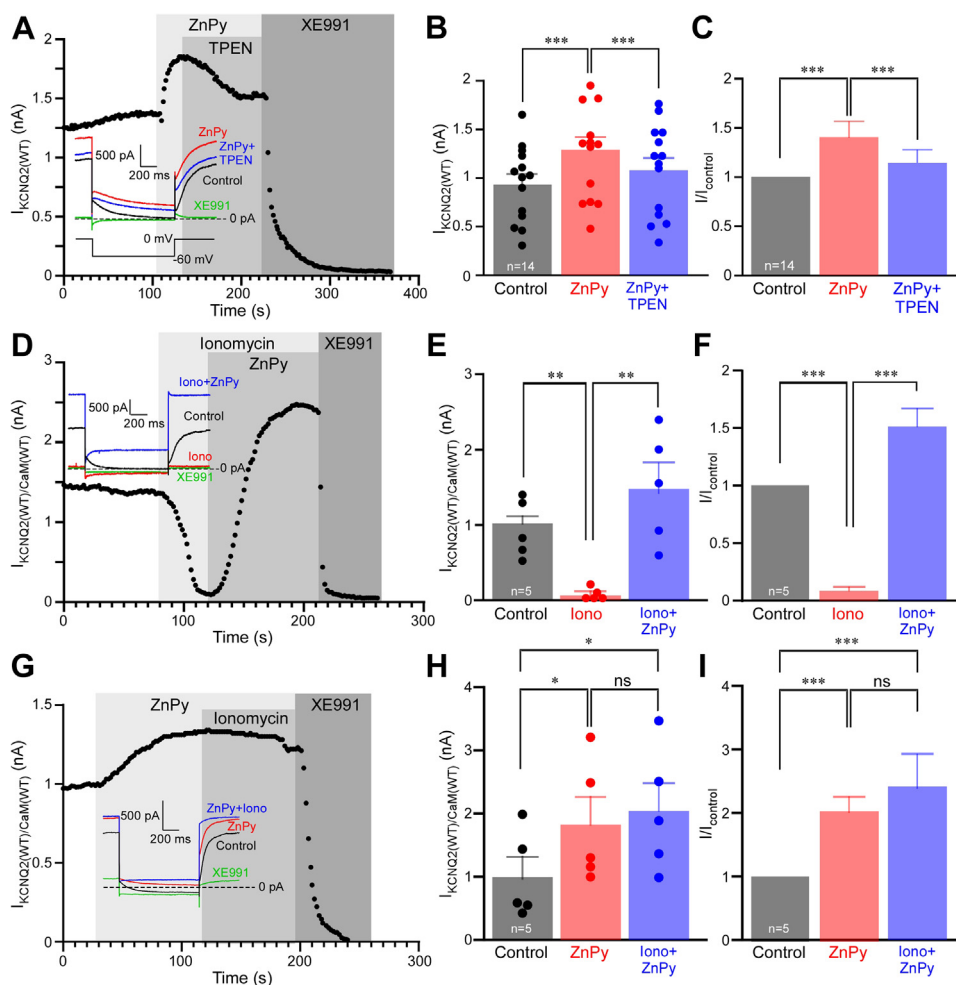 A
ZnPy
XE991
TPEN
I_KCNQ2(WT) (nA)
2
1.5
1
0.5
0
500 pA
200 ms
ZnPy
ZnPy+
TPEN
Control
XE991
0 pA
0 mV
-60 mV
0
100
200
300
400
Time (s)
B
***
***
I_KCNQ2(WT) (nA)
2
1.5
1
0.5
0
n=14
Control
ZnPy
ZnPy+
TPEN
C
***
***
I/I_control
2
1.5
1
0.5
0
n=14
Control
ZnPy
ZnPy+
TPEN
D
Ionomycin
XE991
ZnPy
I_KCNQ2(WT)/CaM(WT) (nA)
3
2
1
0
500 pA
200 ms
Iono+ZnPy
Control
Iono
0 pA
XE991
0
100
200
300
Time (s)
E
**
**
I_KCNQ2(WT)/CaM(WT) (nA)
3
2
1
0
n=5
Control
Iono
Iono+
ZnPy
F
***
***
I/I_control
2
1.5
1
0.5
0
n=5
Control
Iono
Iono+
ZnPy
G
ZnPy
XE991
Ionomycin
I_KCNQ2(WT)/CaM(WT) (nA)
1.5
1
0.5
0
500 pA
200 ms
ZnPy+Iono
ZnPy
Control
XE991
0 pA
0
100
200
300
Time (s)
H
*
*
ns
I_KCNQ2(WT)/CaM(WT) (nA)
4
3
2
1
0
n=5
Control
ZnPy
Iono+
ZnPy
I
***
***
ns
I/I_control
4
3
2
1
0
n=5
Control
ZnPy
Iono+
ZnPy